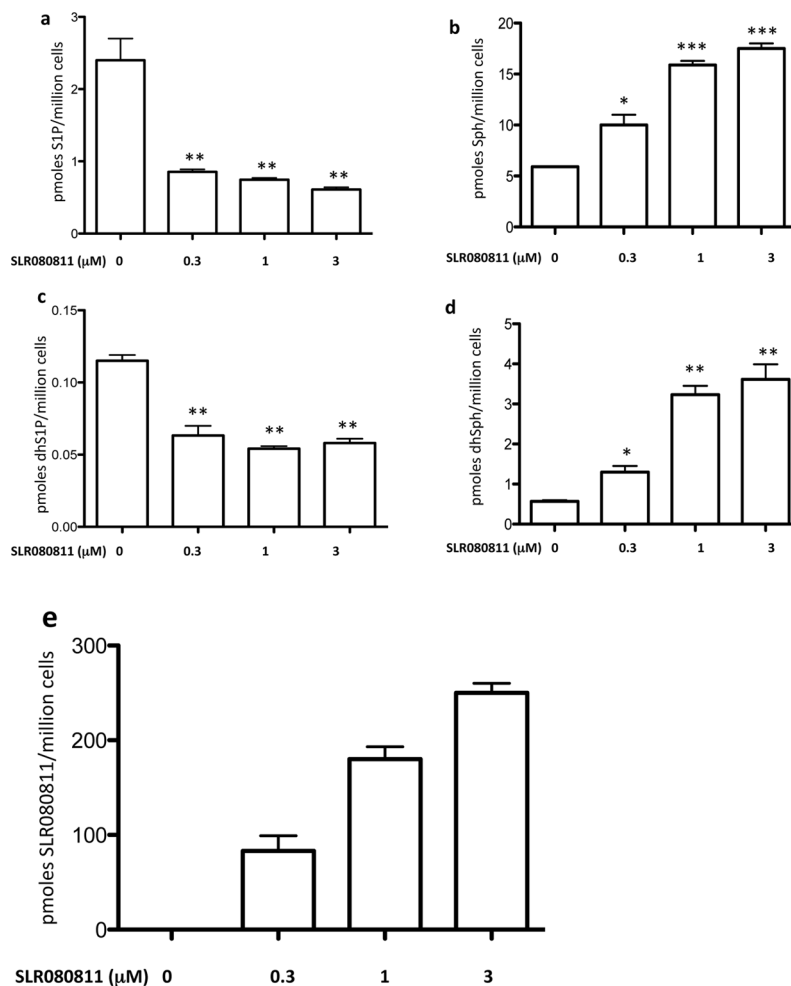 a
pmoles S1P/million cells
3
2
1
0
** ** **
SLR080811 (μM) 0 0.3 1 3
b
pmoles Sph/million cells
20
15
10
5
0
* *** ***
SLR080811 (μM) 0 0.3 1 3
c
pmoles dhS1P/million cells
0.15
0.10
0.05
0.00
** ** **
SLR080811 (μM) 0 0.3 1 3
d
pmoles dhSph/million cells
5
4
3
2
1
0
* ** **
SLR080811 (μM) 0 0.3 1 3
e
pmoles SLR080811/million cells
300
200
100
0
SLR080811 (μM) 0 0.3 1 3